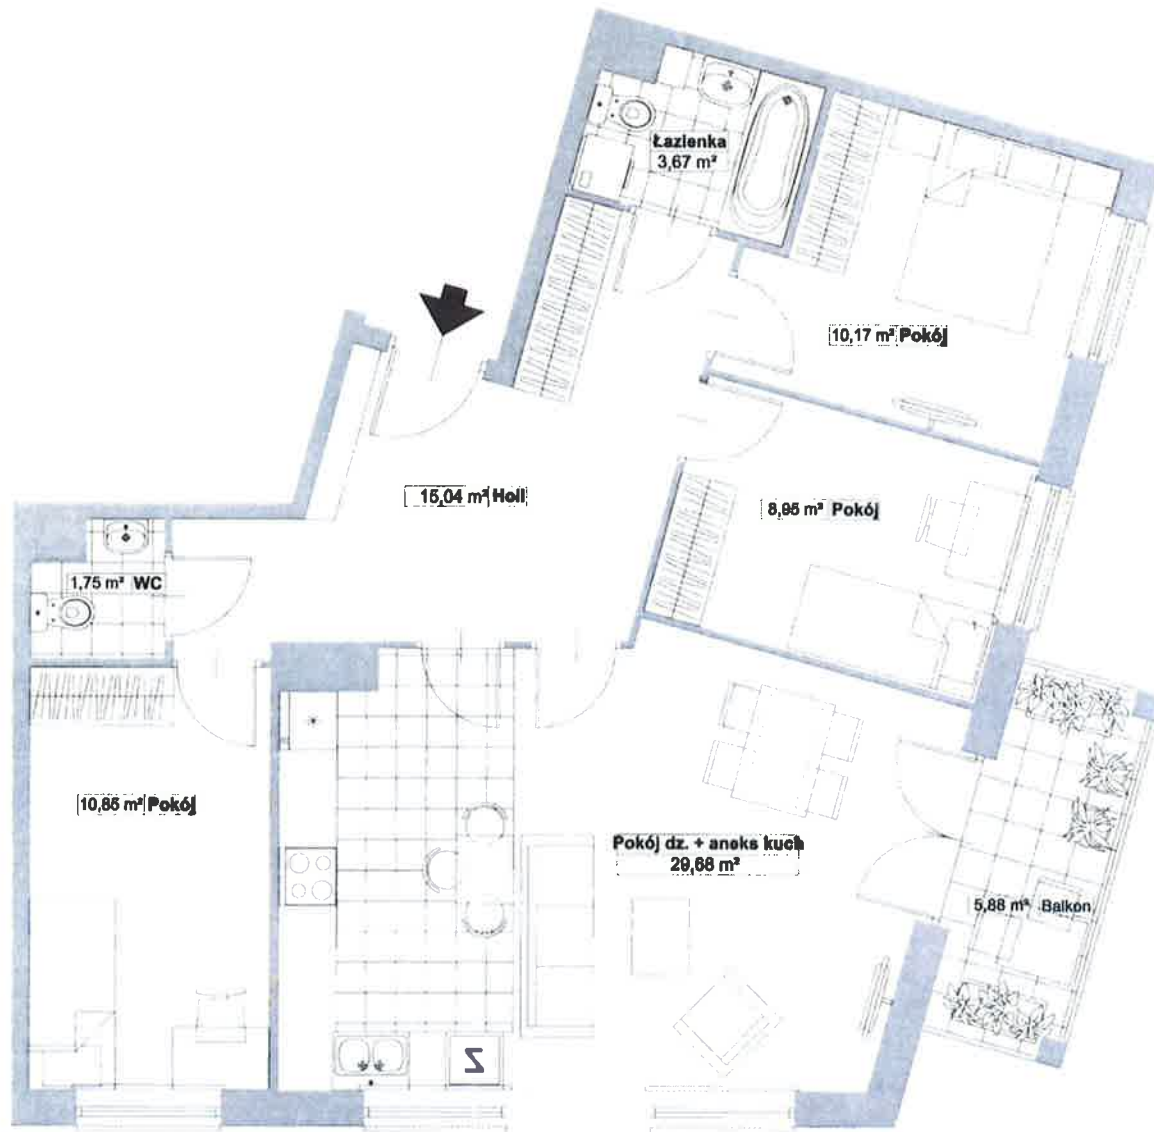 Łazienka
3,67 m²
10,17 m² Pokój
15,04 m² Holl
8,95 m² Pokój
1,75 m² WC
10,85 m² Pokój
Pokój dz. + aneks kuch
29,68 m²
5,88 m² Balkon
Z